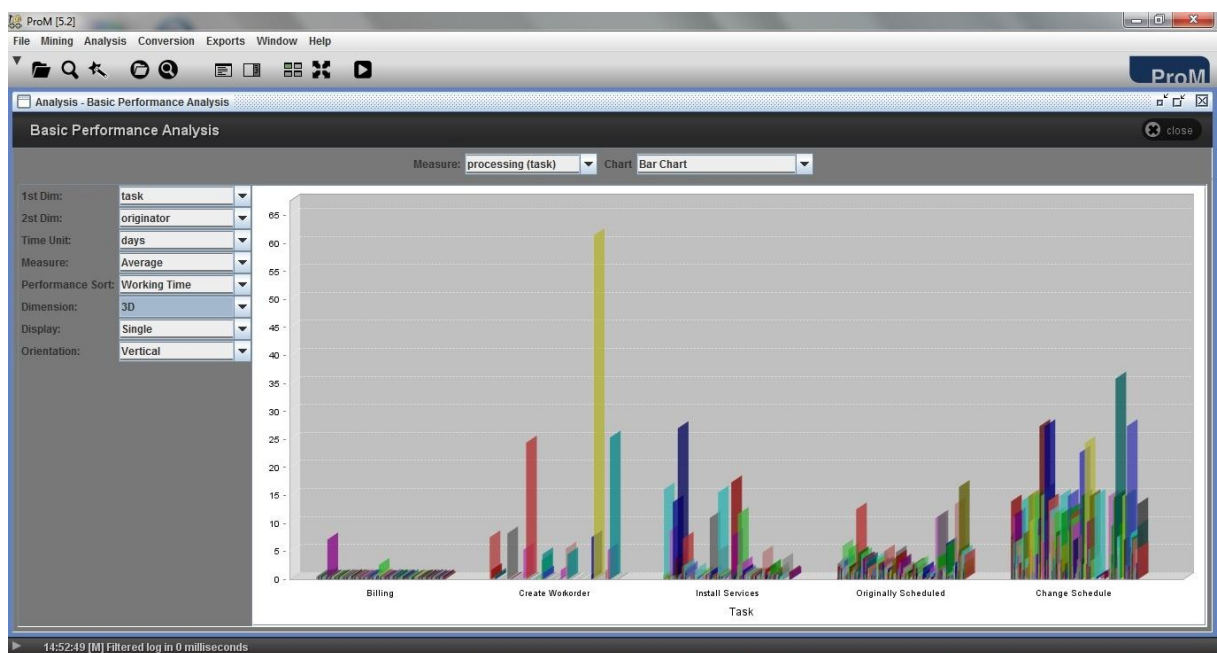 ProM [5.2]
File Mining Analysis Conversion Exports Window Help
ProM
Analysis - Basic Performance Analysis
Basic Performance Analysis
close
Measure: processing (task) Chart Bar Chart
1st Dim: task
2st Dim: originator
Time Unit: days
Measure: Average
Performance Sort: Working Time
Dimension: 3D
Display: Single
Orientation: Vertical
65
60
55
50
45
40
35
30
25
20
15
10
5
0
Billing Create Workorder Install Services Originally Scheduled Change Schedule
Task
14:52:49 [M] Filtered log in 0 milliseconds